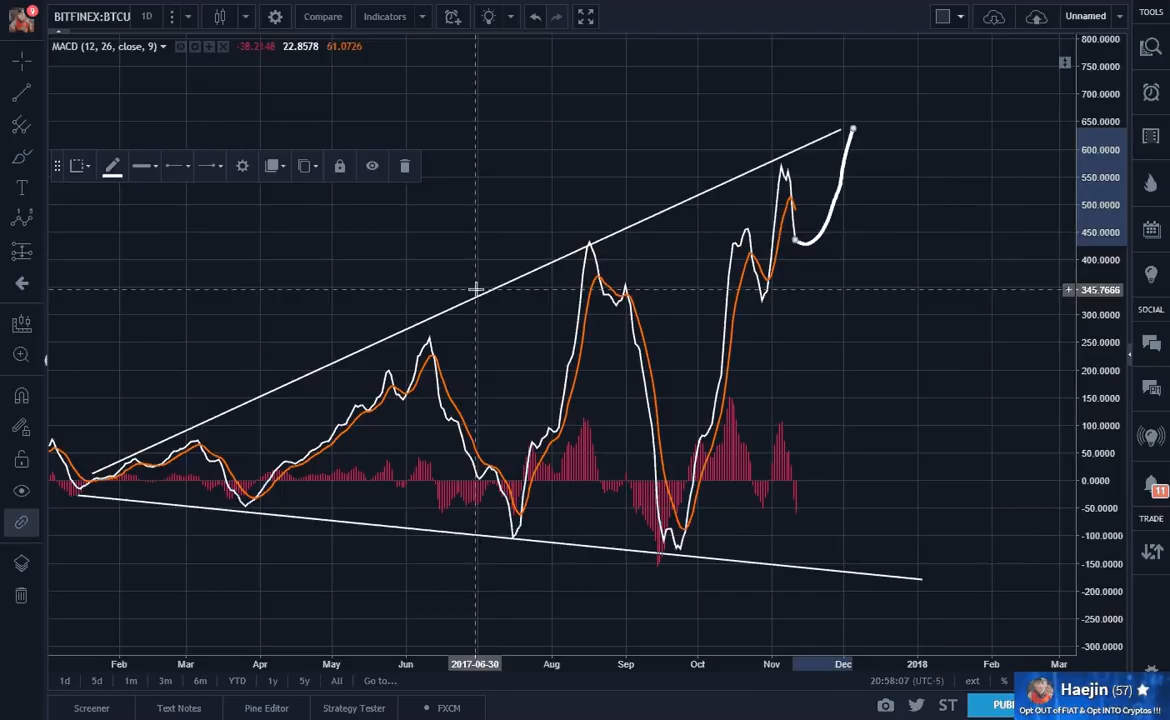 9
BITFINEX:BTCU 1D Compare Indicators Unnamed TOOLS
MACD (12, 26, close, 9) -38.2148 22.8578 61.0726
800.0000
750.0000
700.0000
650.0000
600.0000
550.0000
500.0000
450.0000
400.0000
345.7666
300.0000
250.0000
200.0000
150.0000
100.0000
50.0000
0.0000
-50.0000
-100.0000
-150.0000
-200.0000
-250.0000
-300.0000
SOCIAL
11
TRADE
Feb Mar Apr May Jun 2017-06-30 Aug Sep Oct Nov Dec 2018 Feb Mar
1d 5d 1m 3m 6m YTD 1y 5y All Go to... 20:58:07 (UTC-5) ext %
Haejin (57)
Opt OUT of FIAT & Opt INTO Cryptos !!!
Screener Text Notes Pine Editor Strategy Tester FXCM ST PUB